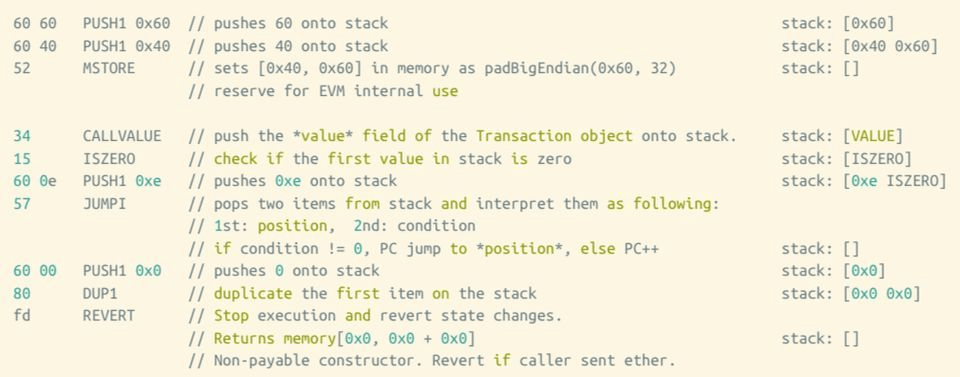 60 60 PUSH1 0x60 // pushes 60 onto stack stack: [0x60]
60 40 PUSH1 0x40 // pushes 40 onto stack stack: [0x40 0x60]
52 MSTORE // sets [0x40, 0x60] in memory as padBigEndian(0x60, 32) stack: []
// reserve for EVM internal use
34 CALLVALUE // push the *value* field of the Transaction object onto stack. stack: [VALUE]
15 ISZERO // check if the first value in stack is zero stack: [ISZERO]
60 0e PUSH1 0xe // pushes 0xe onto stack stack: [0xe ISZERO]
57 JUMPI // pops two items from stack and interpret them as following:
// 1st: position, 2nd: condition
// if condition != 0, PC jump to *position*, else PC++ stack: []
60 00 PUSH1 0x0 // pushes 0 onto stack stack: [0x0]
80 DUP1 // duplicate the first item on the stack stack: [0x0 0x0]
fd REVERT // Stop execution and revert state changes.
// Returns memory[0x0, 0x0 + 0x0] stack: []
// Non-payable constructor. Revert if caller sent ether.